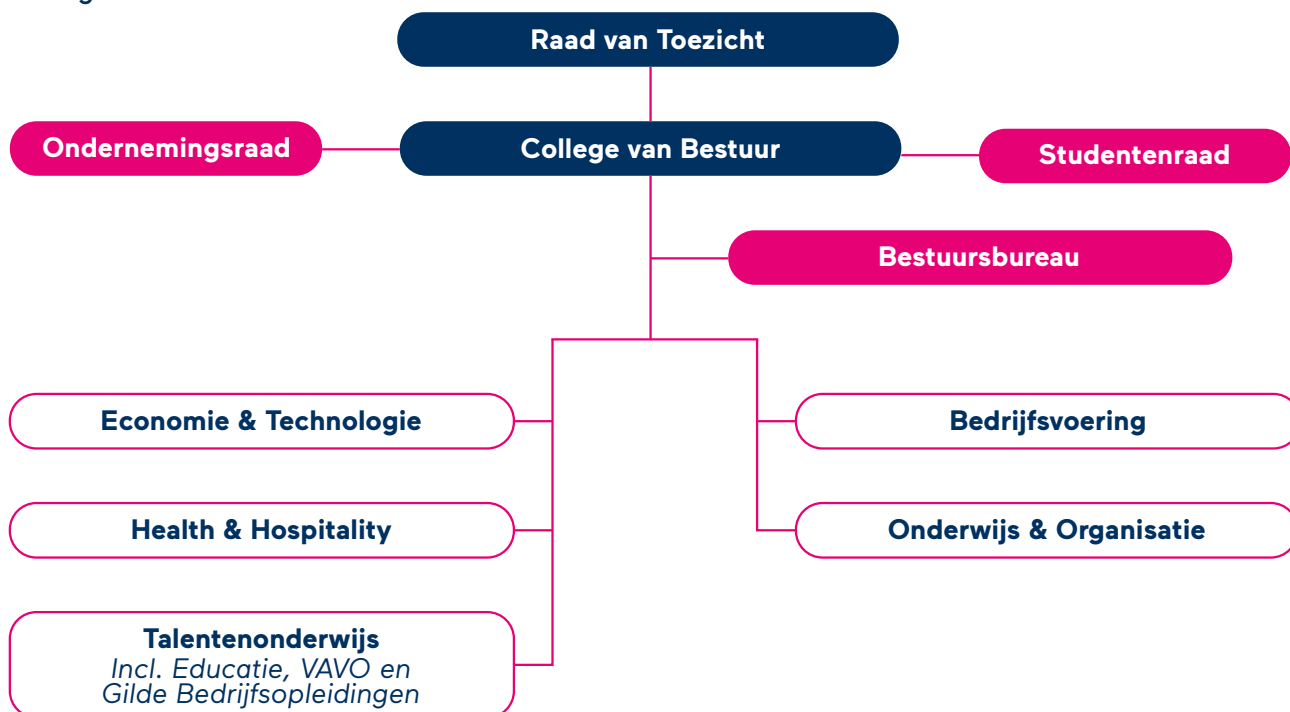 Raad van Toezicht
Ondernemingsraad
College van Bestuur
Studentenraad
Bestuursbureau
Economie & Technologie
Bedrijfsvoering
Health & Hospitality
Onderwijs & Organisatie
Talentenonderwijs
Incl. Educatie, VAVO en
Gilde Bedrijfsopleidingen